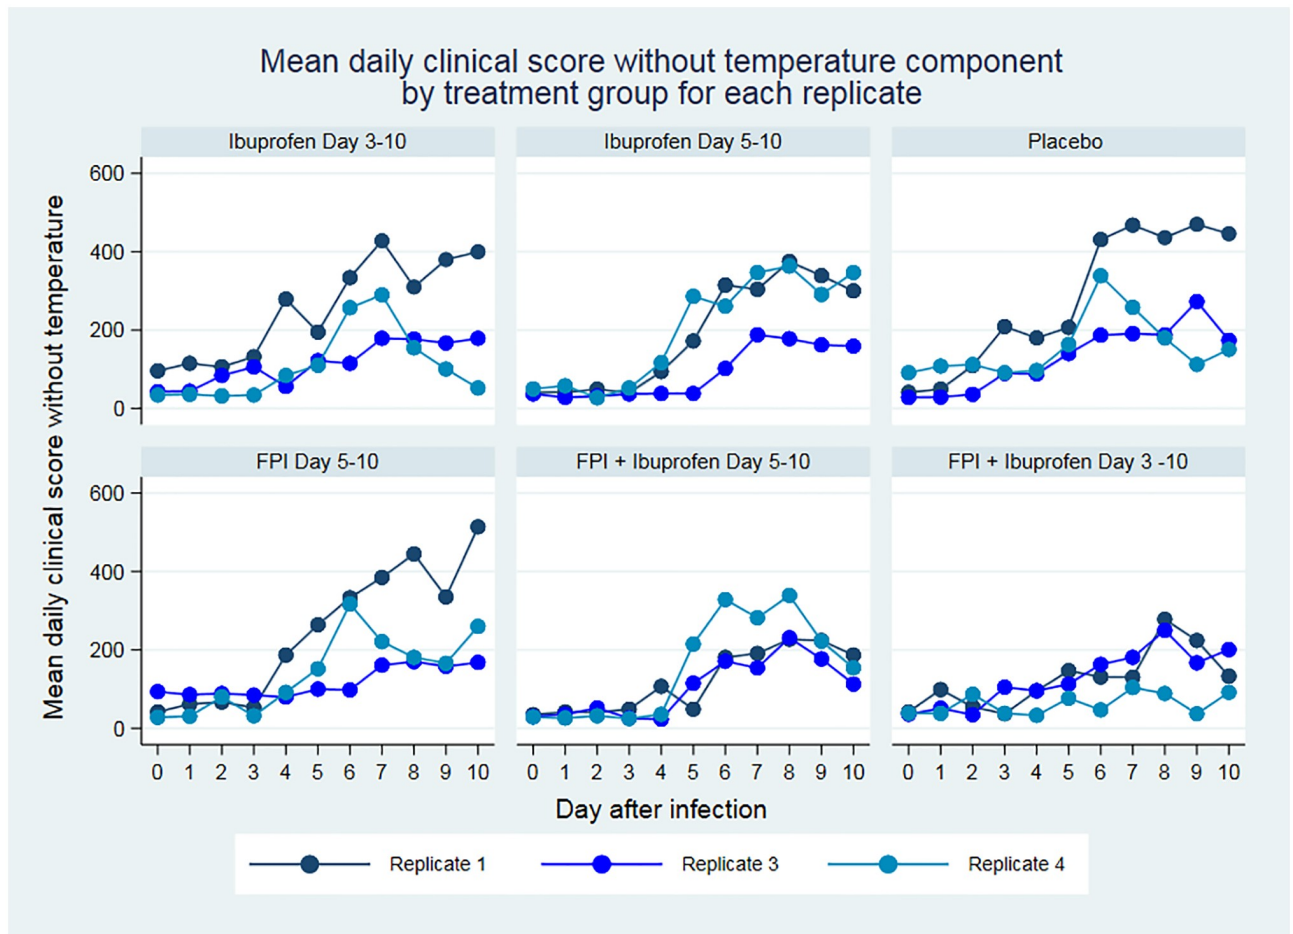 Mean daily clinical score without temperature component
by treatment group for each replicate
Ibuprofen Day 3-10
Ibuprofen Day 5-10
Placebo
600
400
200
0
FPI Day 5-10
FPI + Ibuprofen Day 5-10
FPI + Ibuprofen Day 3 -10
600
400
200
0
Mean daily clinical score without temperature
0 1 2 3 4 5 6 7 8 9 10
0 1 2 3 4 5 6 7 8 9 10
0 1 2 3 4 5 6 7 8 9 10
Day after infection
Replicate 1
Replicate 3
Replicate 4